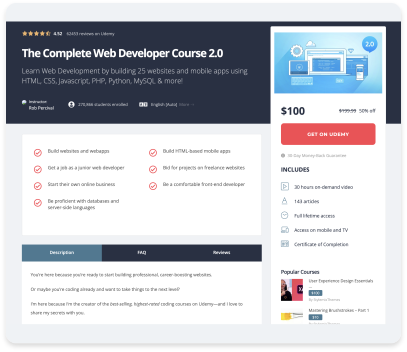 4.52 62453 reviews on Udemy
The Complete Web Developer Course 2.0
Learn Web Development by building 25 websites and mobile apps using
HTML, CSS, Javascript, PHP, Python, MySQL & more!
Instructor
Rob Percival
270,866 students enrolled
English [Auto] More
2.0
$100
$199.99 50% off
GET ON UDEMY
30-Day Money-Back Guarantee
INCLUDES
30 hours on-demand video
143 articles
Full lifetime access
Access on mobile and TV
Certificate of Completion
Build websites and webapps
Get a job as a junior web developer
Start their own online business
Be proficient with databases and
server-side languages
Build HTML-based mobile apps
Bid for projects on freelance websites
Be a comfortable front-end developer
Description
FAQ
Reviews
You're here because you're ready to start building professional, career-boosting websites.
Or maybe you're coding already and want to take things to the next level?
I'm here because I'm the creator of the best-selling, highest-rated coding courses on Udemy—and I love to
share my secrets with you.
Popular Courses
User Experience Design Essentials
$100
Mastering Brushstrokes – Part 1